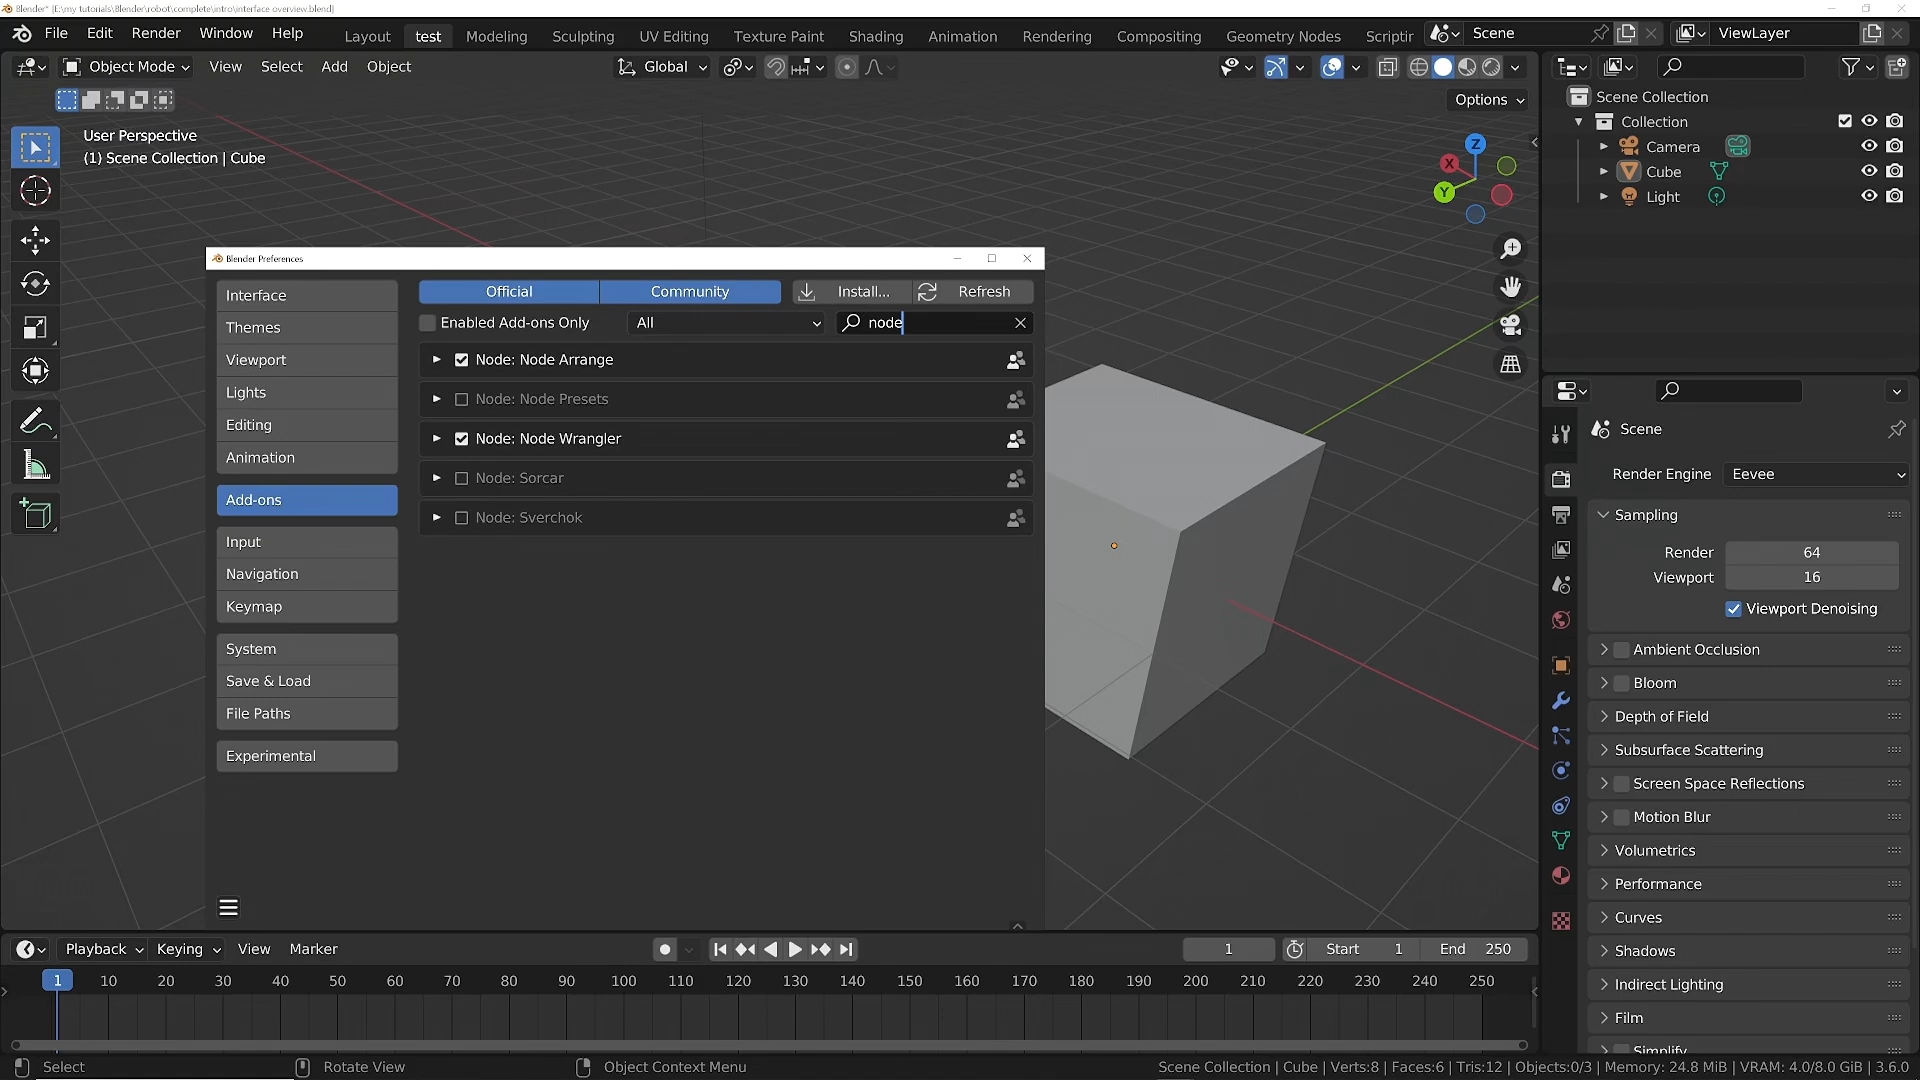 Blender* [E:\my tutorials\Blender\robot\complete\intro\interface overview.blend]
File Edit Render Window Help Layout test Modeling Sculpting UV Editing Texture Paint Shading Animation Rendering Compositing Geometry Nodes Scriptir Scene ViewLayer
Object Mode View Select Add Object Global
Options
User Perspective
(1) Scene Collection | Cube
Z
X
Y
Scene Collection
Collection
Camera
Cube
Light
Blender Preferences
Interface
Themes
Viewport
Lights
Editing
Animation
Add-ons
Input
Navigation
Keymap
System
Save & Load
File Paths
Experimental
Official Community Install... Refresh
Enabled Add-ons Only All node
Node: Node Arrange
Node: Node Presets
Node: Node Wrangler
Node: Sorcar
Node: Sverchok
Scene
Render Engine Eevee
Sampling
Render 64
Viewport 16
Viewport Denoising
Ambient Occlusion
Bloom
Depth of Field
Subsurface Scattering
Screen Space Reflections
Motion Blur
Volumetrics
Performance
Curves
Shadows
Indirect Lighting
Film
Simplify
Playback Keying View Marker 1 Start 1 End 250
1 10 20 30 40 50 60 70 80 90 100 110 120 130 140 150 160 170 180 190 200 210 220 230 240 250
Select Rotate View Object Context Menu Scene Collection | Cube | Verts:8 | Faces:6 | Tris:12 | Objects:0/3 | Memory: 24.8 MiB | VRAM: 4.0/8.0 GiB | 3.6.0